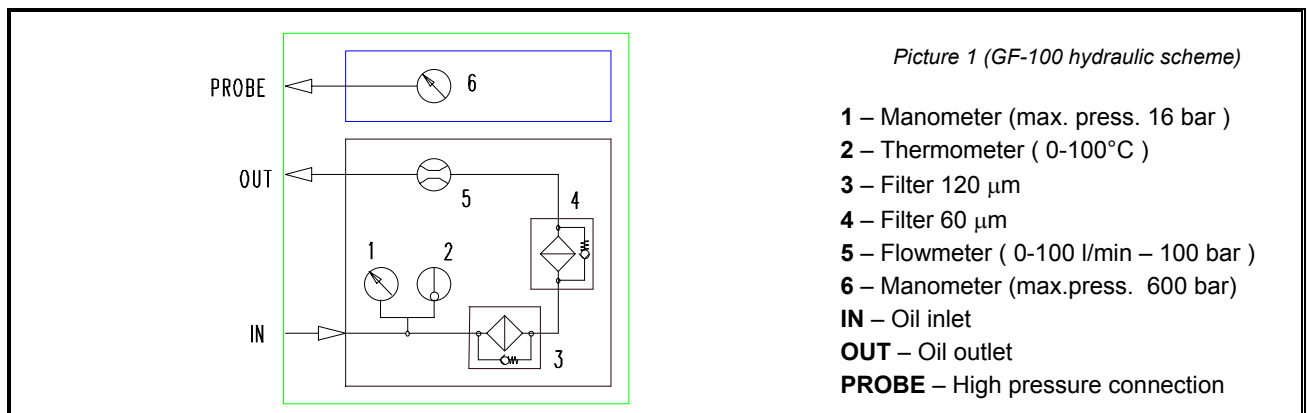 PROBE
6
OUT
5
4
1
2
IN
3
Picture 1 (GF-100 hydraulic scheme)
1 – Manometer (max. press. 16 bar )
2 – Thermometer ( 0-100°C )
3 – Filter 120 μm
4 – Filter 60 μm
5 – Flowmeter ( 0-100 l/min – 100 bar )
6 – Manometer (max.press. 600 bar)
IN – Oil inlet
OUT – Oil outlet
PROBE – High pressure connection